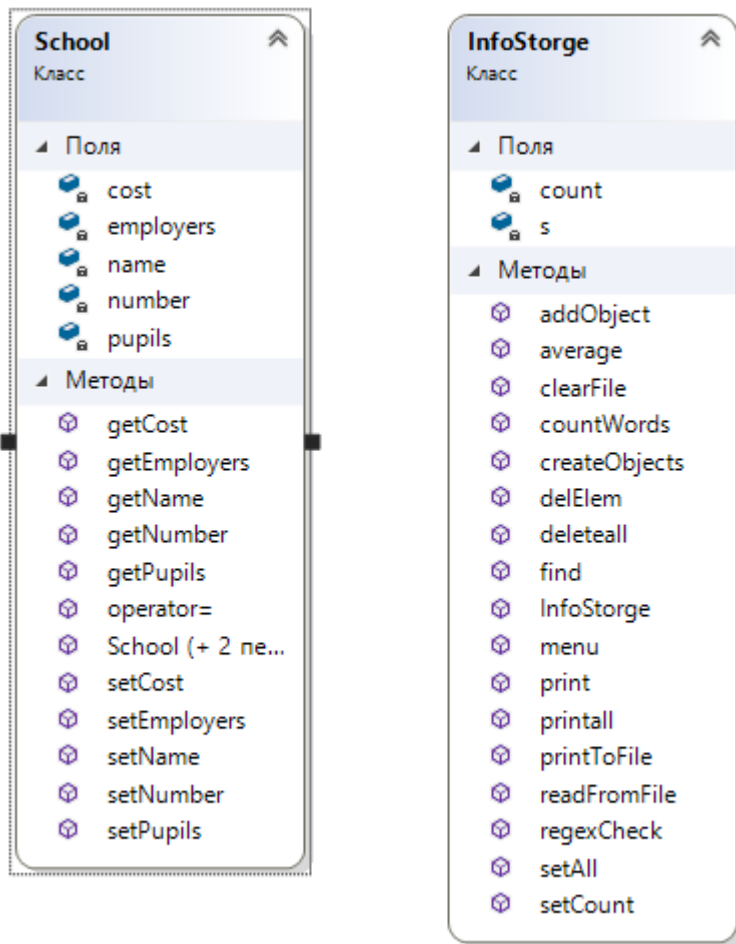 School
Класс
Поля
cost
employers
name
number
pupils
Методы
getCost
getEmployers
getName
getNumber
getPupils
operator=
School (+ 2 пе...
setCost
setEmployers
setName
setNumber
setPupils
InfoStorge
Класс
Поля
count
s
Методы
addObject
average
clearFile
countWords
createObjects
delElem
deleteall
find
InfoStorge
menu
print
printall
printToFile
readFromFile
regexCheck
setAll
setCount